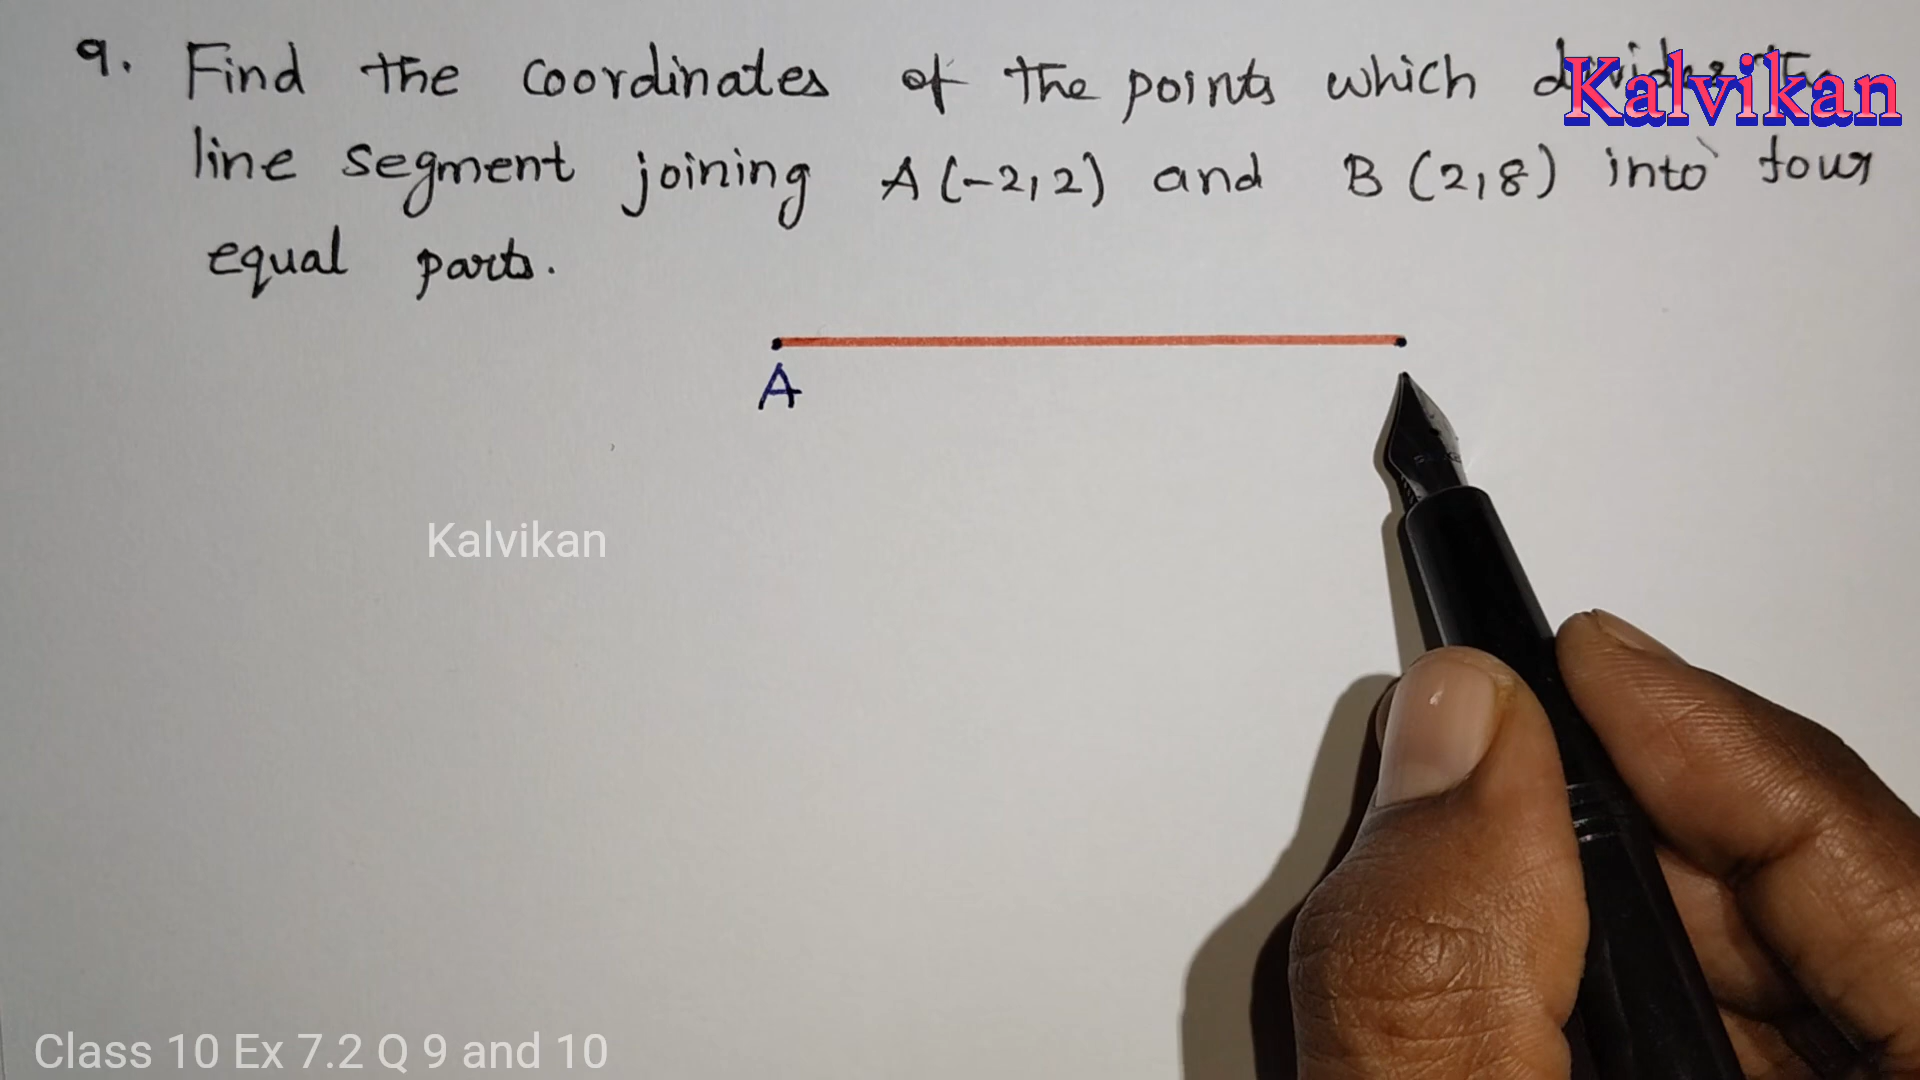 9. Find the coordinates of the points which
Kalvikan
line segment joining A(-2,2) and B(2,8) into four
equal parts.
A
Kalvikan
Class 10 Ex 7.2 Q 9 and 10